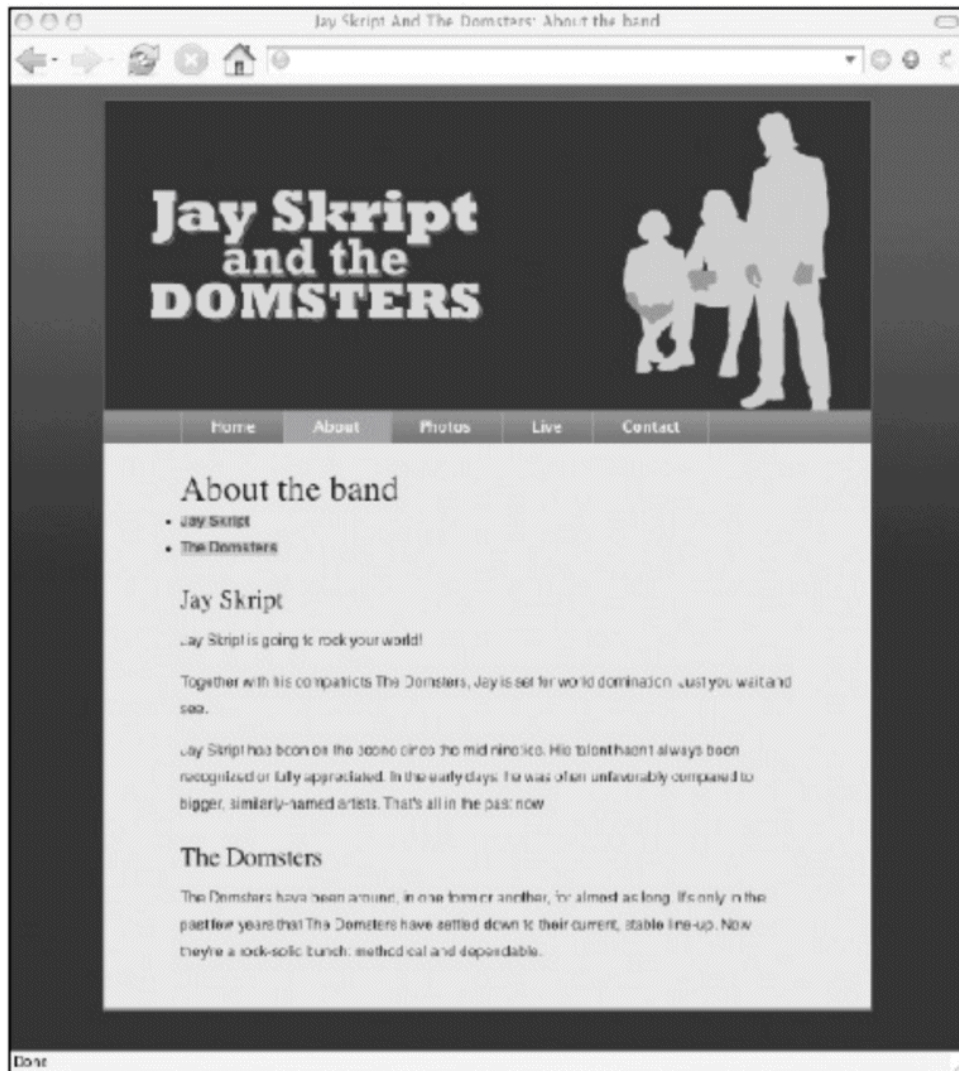 Jay Skript And The Domsters: About the band
Jay Skript
and the
DOMSTERS
Home About Photos Live Contact
About the band
Jay Skript
The Domsters
Jay Skript
Jay Skript is going to rock your world!
Together with his compatriots The Domsters, Jay is set for world domination. Just you wait and
see.
Jay Skript has been on the scene since the mid nineties. His talent hasn't always been
recognized or fully appreciated. In the early days, he was often unfavorably compared to
bigger, similarly-named artists. That's all in the past now.
The Domsters
The Domsters have been around, in one form or another, for almost as long. It's only in the
past few years that The Domsters have settled down to their current, stable line-up. Now
they're a rock-solid bunch: methodical and dependable.
Done